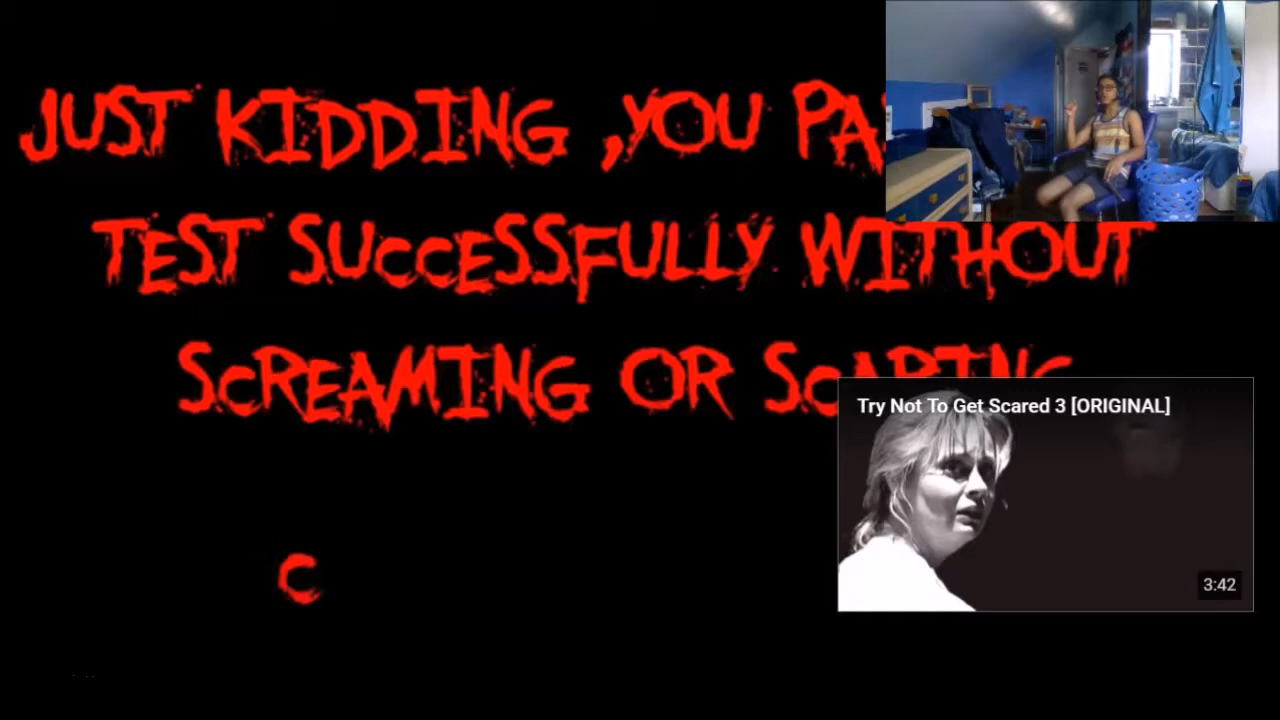 JUST KIDDING ,YOU
TEST SUCCESSFULLY WITHOUT
SCREAMING OR
C
Try Not To Get Scared 3 [ORIGINAL]
3:42